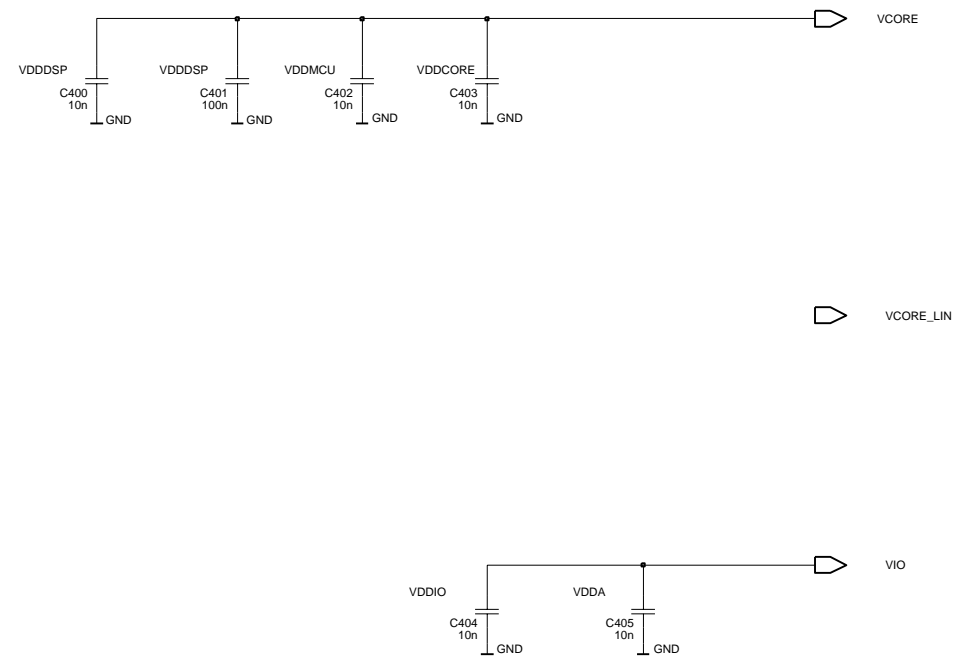 VCORE
VDDDSP
VDDDSP
VDDMCU
VDDCORE
C400
10n
GND
C401
100n
GND
C402
10n
GND
C403
10n
GND
VCORE_LIN
VIO
VDDIO
VDDA
C404
10n
GND
C405
10n
GND